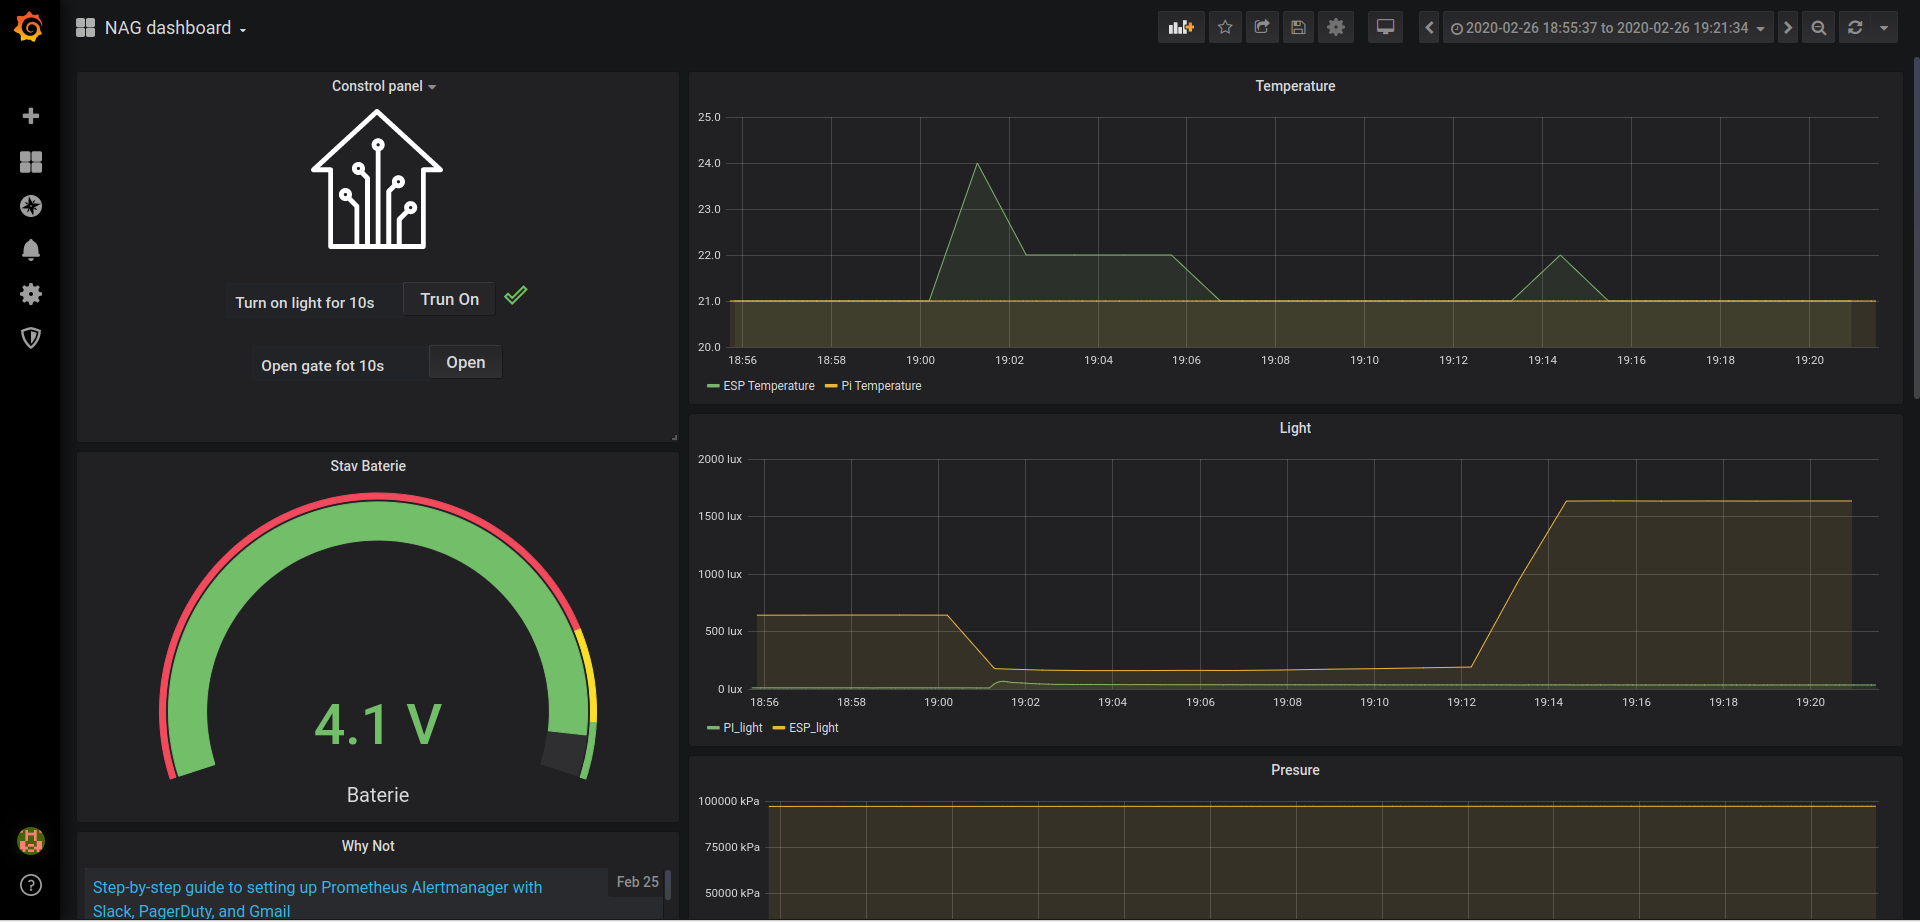 NAG dashboard
2020-02-26 18:55:37 to 2020-02-26 19:21:34
Constrol panel
Turn on light for 10s
Trun On
Open gate fot 10s
Open
Stav Baterie
4.1 V
Baterie
Why Not
Step-by-step guide to setting up Prometheus Alertmanager with
Slack, PagerDuty, and Gmail
Feb 25
Temperature
25.0
24.0
23.0
22.0
21.0
20.0
18:56 18:58 19:00 19:02 19:04 19:06 19:08 19:10 19:12 19:14 19:16 19:18 19:20
ESP Temperature Pi Temperature
Light
2000 lux
1500 lux
1000 lux
500 lux
0 lux
18:56 18:58 19:00 19:02 19:04 19:06 19:08 19:10 19:12 19:14 19:16 19:18 19:20
PI_light ESP_light
Presure
100000 kPa
75000 kPa
50000 kPa
?